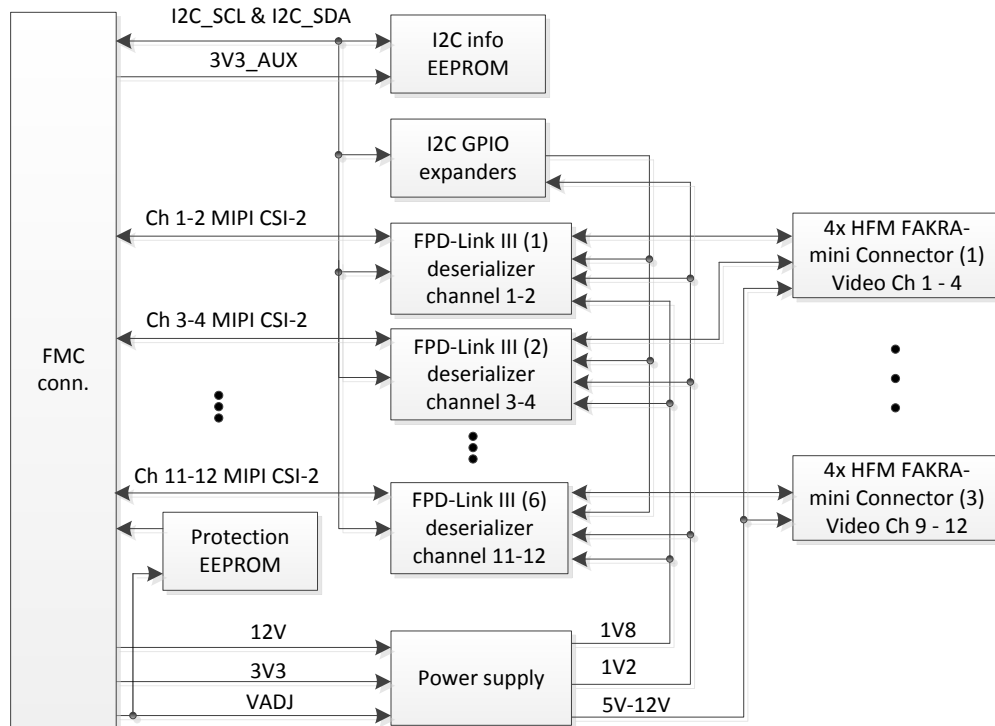 I2C_SCL & I2C_SDA
3V3_AUX
I2C info
EEPROM
I2C GPIO
expanders
Ch 1-2 MIPI CSI-2
FPD-Link III (1)
deserializer
channel 1-2
4x HFM FAKRA-
mini Connector (1)
Video Ch 1 - 4
Ch 3-4 MIPI CSI-2
FPD-Link III (2)
deserializer
channel 3-4
FMC
conn.
Ch 11-12 MIPI CSI-2
FPD-Link III (6)
deserializer
channel 11-12
4x HFM FAKRA-
mini Connector (3)
Video Ch 9 - 12
Protection
EEPROM
12V
3V3
VADJ
Power supply
1V8
1V2
5V-12V